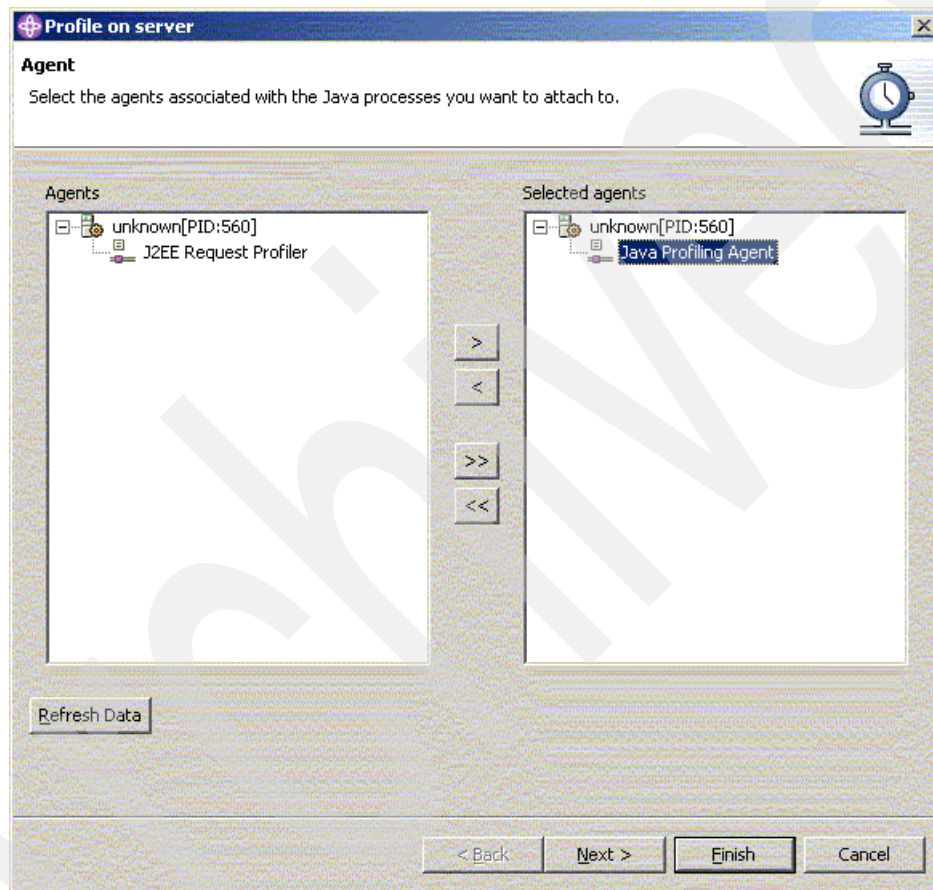 Profile on server
Agent
Select the agents associated with the Java processes you want to attach to.
Agents
Selected agents
unknown[PID:560]
J2EE Request Profiler
unknown[PID:560]
Java Profiling Agent
>
<
>>
<<
Refresh Data
< Back
Next >
Finish
Cancel